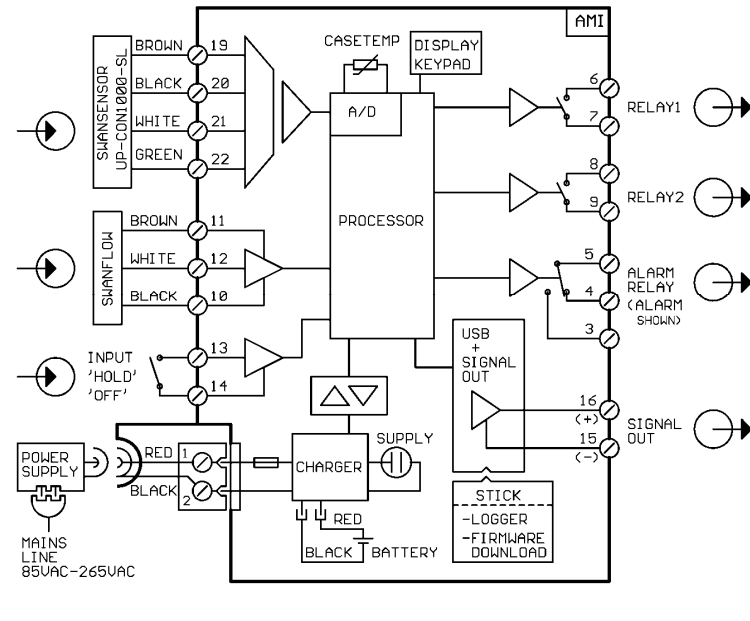 AMI
BROWN 19
BLACK 20
WHITE 21
GREEN 22
SWANSENSOR
UP-CON1000-SL
CASETEMP
A/D
DISPLAY
KEYPAD
PROCESSOR
6
7
RELAY1
8
9
RELAY2
5
4
3
ALARM
RELAY
(ALARM
SHOWN)
BROWN 11
WHITE 12
BLACK 10
SWANFLOW
INPUT
'HOLD'
'OFF'
13
14
USB
+
SIGNAL
OUT
16
(+)
15
(-)
SIGNAL
OUT
POWER
SUPPLY
RED 1
BLACK 2
CHARGER
SUPPLY
RED
BLACK
BATTERY
STICK
-LOGGER
-FIRMWARE
DOWNLOAD
MAINS
LINE
85VAC-265VAC